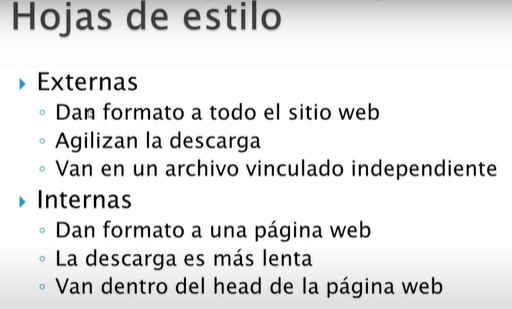 Hojas de estilo
Externas
Dan formato a todo el sitio web
Agilizan la descarga
Van en un archivo vinculado independiente
Internas
Dan formato a una página web
La descarga es más lenta
Van dentro del head de la página web